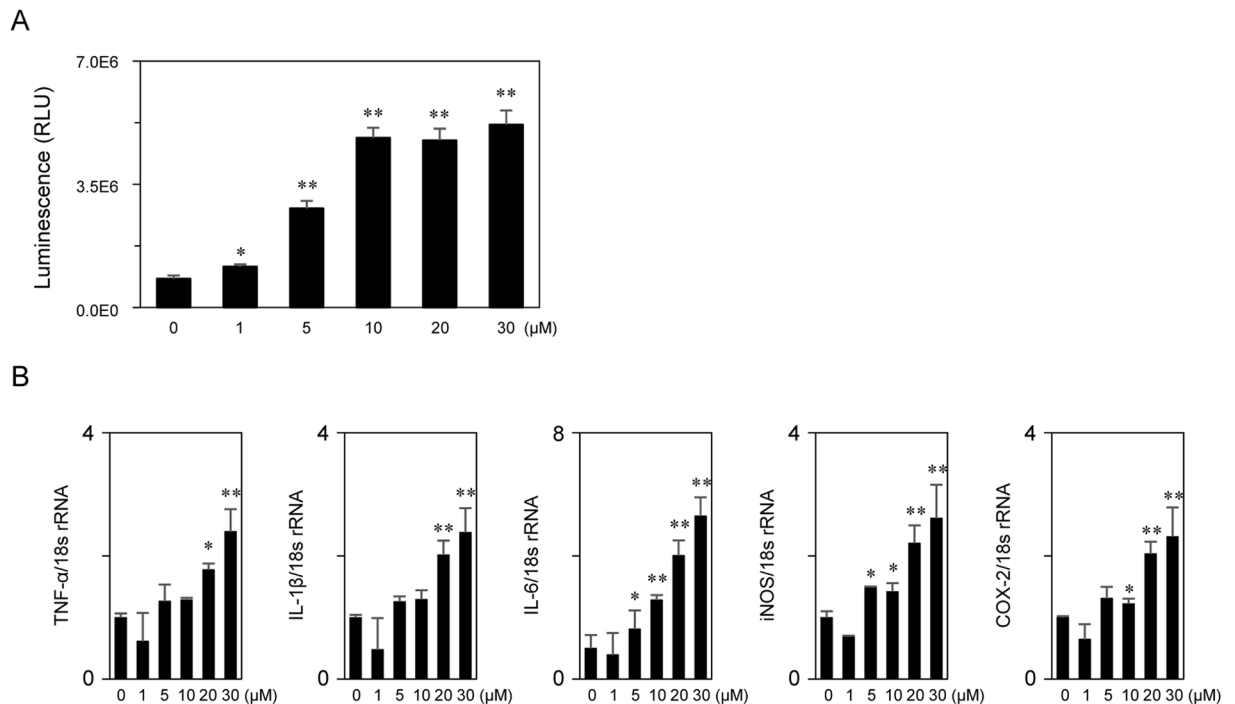 A
7.0E6
3.5E6
0.0E0
Luminescence (RLU)
*
**
**
**
**
0 1 5 10 20 30 (μM)
B
4
0
TNF-α/18s rRNA
*
**
0 1 5 10 20 30 (μM)
4
0
IL-1β/18s rRNA
**
**
0 1 5 10 20 30 (μM)
8
0
IL-6/18s rRNA
*
**
**
**
0 1 5 10 20 30 (μM)
4
0
iNOS/18s rRNA
*
*
**
**
0 1 5 10 20 30 (μM)
4
0
COX-2/18s rRNA
*
**
**
0 1 5 10 20 30 (μM)